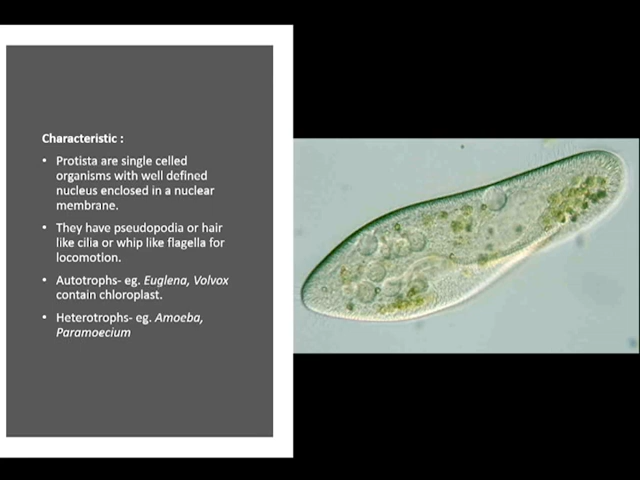 Characteristic :
• Protista are single celled
organisms with well defined
nucleus enclosed in a nuclear
membrane.
• They have pseudopodia or hair
like cilia or whip like flagella for
locomotion.
• Autotrophs- eg. Euglena, Volvox
contain chloroplast.
• Heterotrophs- eg. Amoeba,
Paramoecium